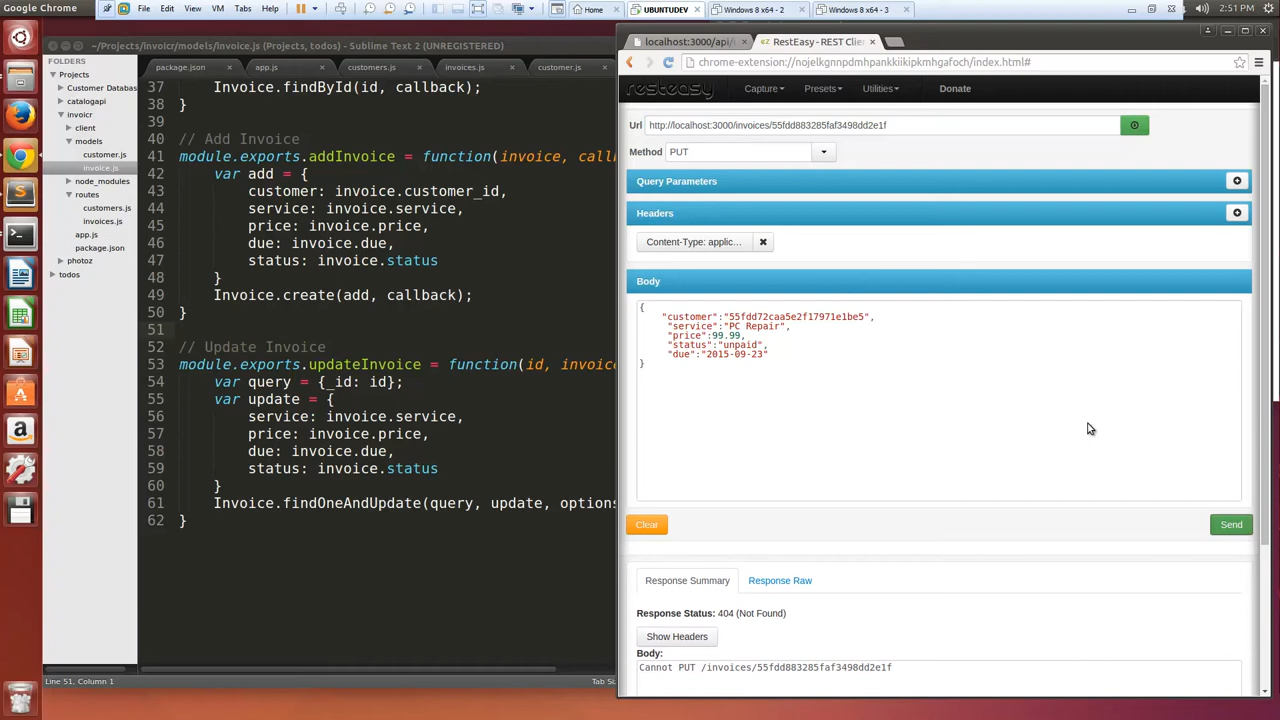 Google Chrome
File Edit View VM Tabs Help
Home
UBUNTUDEV
Windows 8 x64 - 2
Windows 8 x64 - 3
2:51 PM
~/Projects/invoicr/models/invoice.js (Projects, todos) - Sublime Text 2 (UNREGISTERED)
FOLDERS
Projects
Customer Databas
catalogapi
invoicr
client
models
customer.js
invoice.js
node_modules
routes
customers.js
invoices.js
app.js
package.json
photoz
todos
package.json
app.js
customers.js
invoices.js
customer.js
37 Invoice.findById(id, callback);
38 }
39
40 // Add Invoice
41 module.exports.addInvoice = function(invoice, call
42 var add = {
43 customer: invoice.customer_id,
44 service: invoice.service,
45 price: invoice.price,
46 due: invoice.due,
47 status: invoice.status
48 }
49 Invoice.create(add, callback);
50 }
51
52 // Update Invoice
53 module.exports.updateInvoice = function(id, invoice
54 var query = {_id: id};
55 var update = {
56 service: invoice.service,
57 price: invoice.price,
58 due: invoice.due,
59 status: invoice.status
60 }
61 Invoice.findOneAndUpdate(query, update, options
62 }
Line 51, Column 1
Tab Si
localhost:3000/api/
RestEasy - REST Clie
chrome-extension://nojelkgnnpdmhpankkiikipkmhgafoch/index.html#
resteasy
Capture
Presets
Utilities
Donate
Url http://localhost:3000/invoices/55fdd883285faf3498dd2e1f
Method PUT
Query Parameters
Headers
Content-Type: applic...
Body
{
"customer":"55fdd72caa5e2f17971e1be5",
"service":"PC Repair",
"price":99.99,
"status":"unpaid",
"due":"2015-09-23"
}
Clear
Send
Response Summary
Response Raw
Response Status: 404 (Not Found)
Show Headers
Body:
Cannot PUT /invoices/55fdd883285faf3498dd2e1f